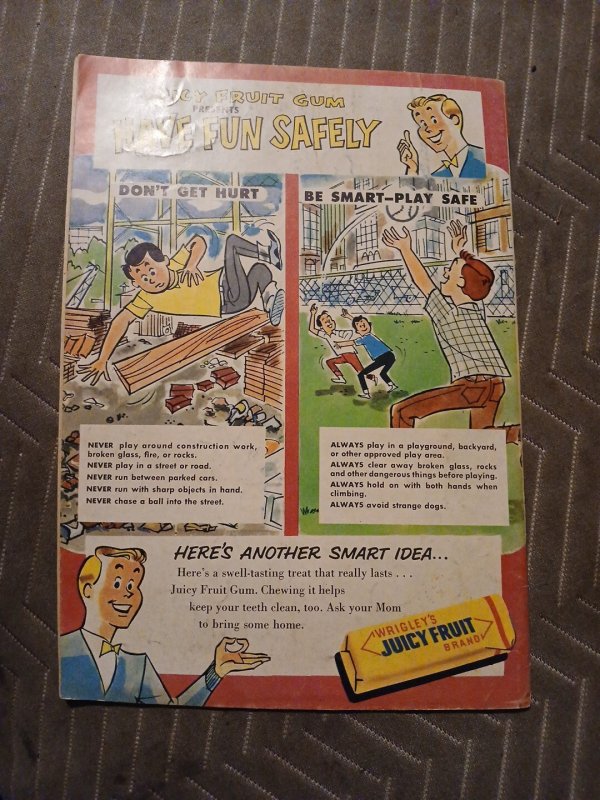 JUICY FRUIT GUM
PRESENTS
HAVE FUN SAFELY
DON'T GET HURT
NEVER play around construction work,
broken glass, fire, or rocks.
NEVER play in a street or road.
NEVER run between parked cars.
NEVER run with sharp objects in hand.
NEVER chase a ball into the street.
BE SMART–PLAY SAFE
ALWAYS play in a playground, backyard,
or other approved play area.
ALWAYS clear away broken glass, rocks
and other dangerous things before playing.
ALWAYS hold on with both hands when
climbing.
ALWAYS avoid strange dogs.
HERE'S ANOTHER SMART IDEA...
Here's a swell-tasting treat that really lasts . . .
Juicy Fruit Gum. Chewing it helps
keep your teeth clean, too. Ask your Mom
to bring some home.
WRIGLEY'S
JUICY FRUIT
BRAND